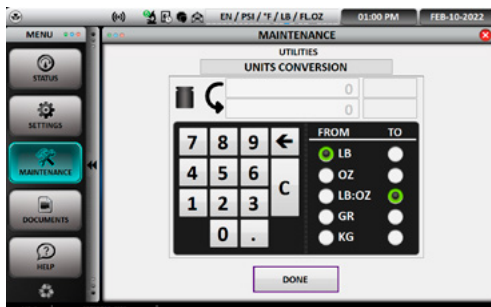 EN / PSI / °F / LB / FL.OZ 01:00 PM FEB-10-2022
MENU
MAINTENANCE
UTILITIES
UNITS CONVERSION
0
0
STATUS
SETTINGS
MAINTENANCE
DOCUMENTS
HELP
7 8 9
4 5 6 C
1 2 3
0 .
FROM TO
LB
OZ
LB:OZ
GR
KG
DONE